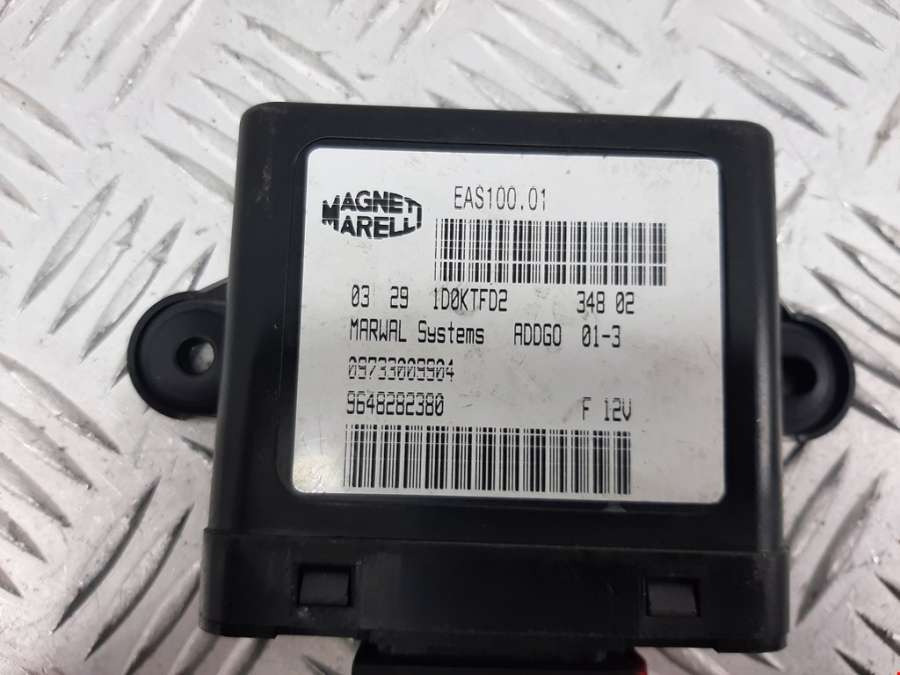 MAGNETI
MARELLI
EAS100.01
03 29 1D0KTFD2 348 02
MARWAL Systems ADDGO 01-3
09733009904
9648282380 F 12V